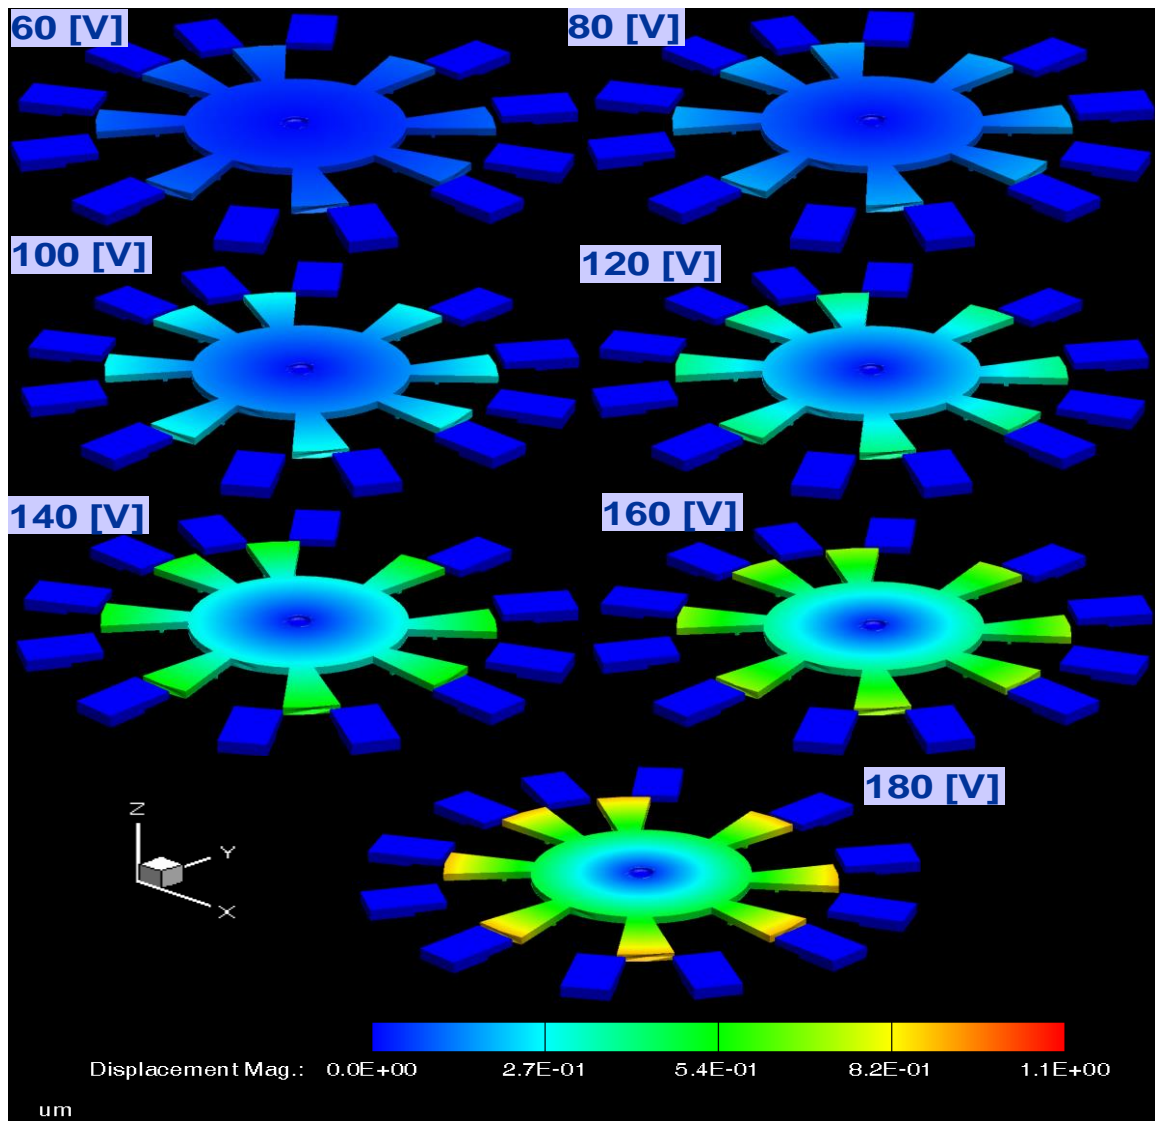 60 [V]
80 [V]
100 [V]
120 [V]
140 [V]
160 [V]
180 [V]
Z
Y
X
Displacement Mag.: 0.0E+00 2.7E-01 5.4E-01 8.2E-01 1.1E+00
um